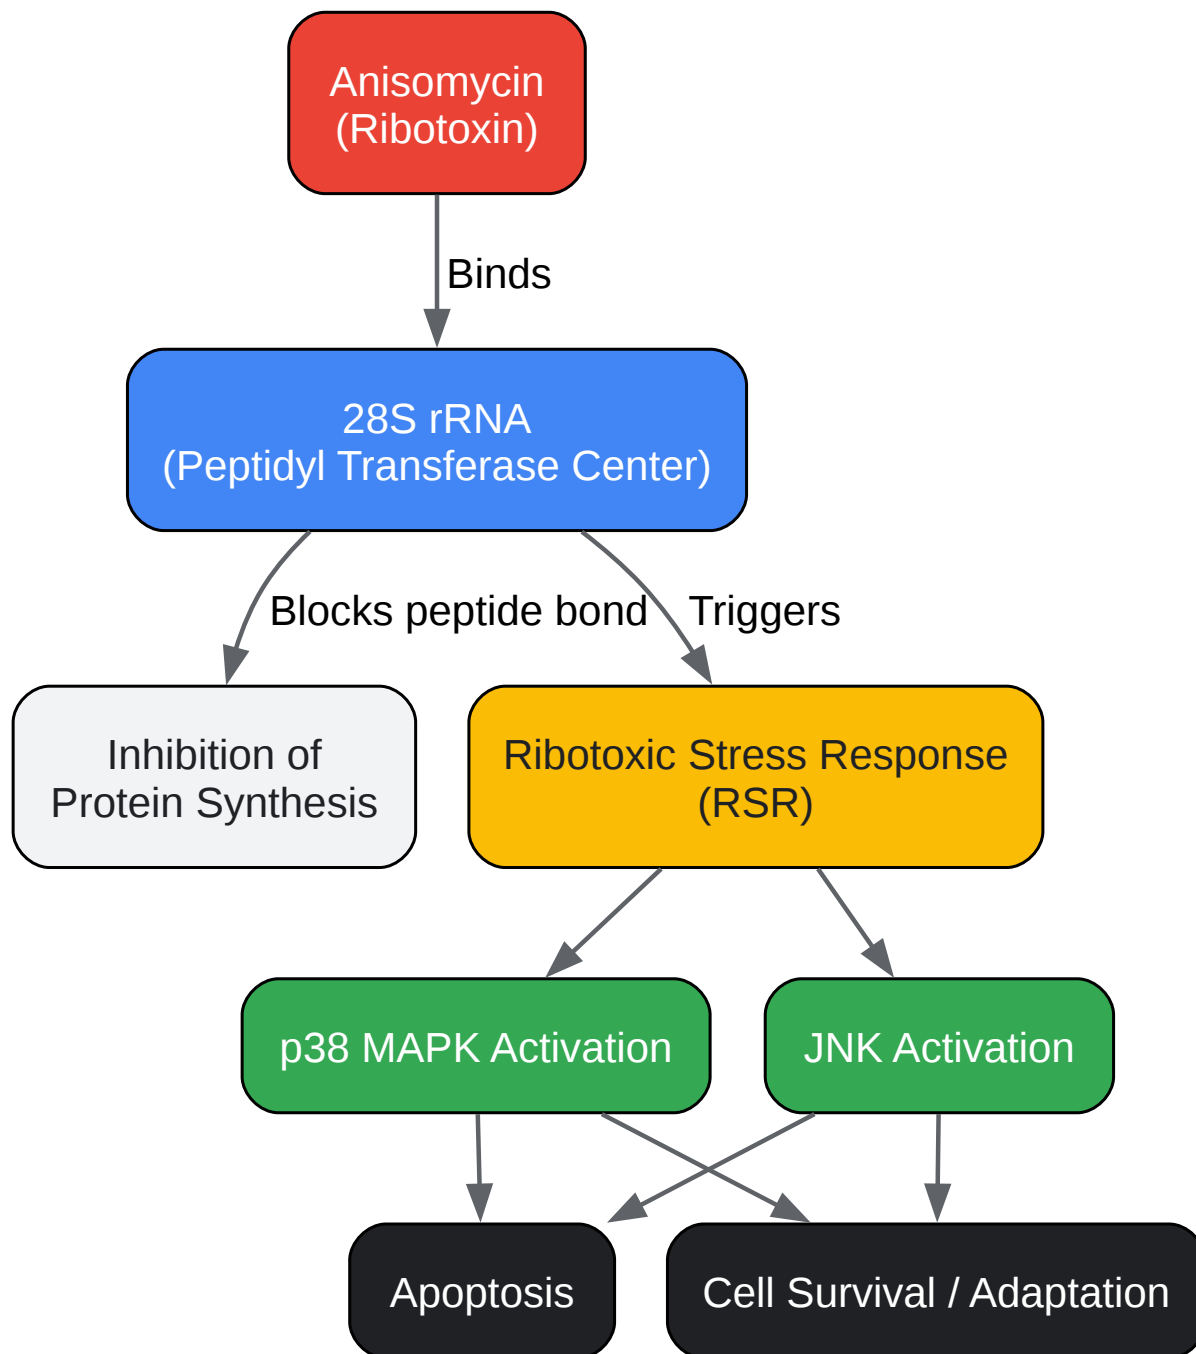 Anisomycin
(Ribotoxin)
Binds
28S rRNA
(Peptidyl Transferase Center)
Blocks peptide bond
Triggers
Inhibition of
Protein Synthesis
Ribotoxic Stress Response
(RSR)
p38 MAPK Activation
JNK Activation
Apoptosis
Cell Survival / Adaptation